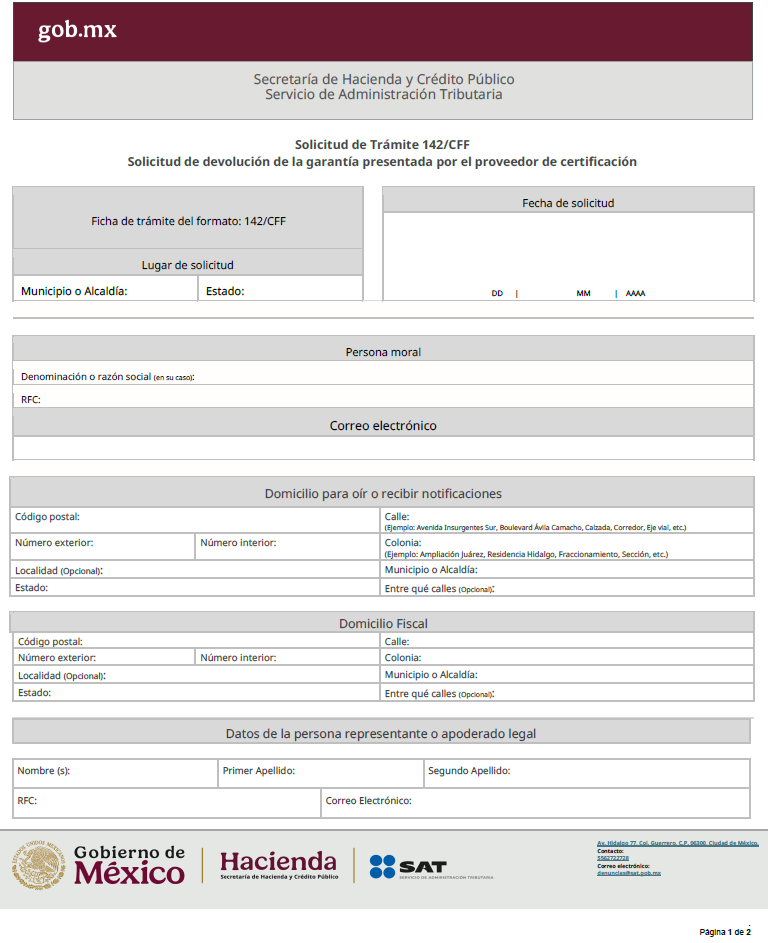 gob.mx
Secretaría de Hacienda y Crédito Público
Servicio de Administración Tributaria
Solicitud de Trámite 142/CFF
Solicitud de devolución de la garantía presentada por el proveedor de certificación
Ficha de trámite del formato: 142/CFF
Fecha de solicitud
Lugar de solicitud
Municipio o Alcaldía: Estado:
DD | MM | AAAA
Persona moral
Denominación o razón social (en su caso):
RFC:
Correo electrónico
Domicilio para oír o recibir notificaciones
Código postal: Calle:
(Ejemplo: Avenida Insurgentes Sur, Boulevard Ávila Camacho, Calzada, Corredor, Eje vial, etc.)
Número exterior: Número interior: Colonia:
(Ejemplo: Ampliación Juárez, Residencia Hidalgo, Fraccionamiento, Sección, etc.)
Localidad (Opcional): Municipio o Alcaldía:
Estado: Entre qué calles (Opcional):
Domicilio Fiscal
Código postal: Calle:
Número exterior: Número interior: Colonia:
Localidad (Opcional): Municipio o Alcaldía:
Estado: Entre qué calles (Opcional):
Datos de la persona representante o apoderado legal
Nombre (s): Primer Apellido: Segundo Apellido:
RFC: Correo Electrónico:
ESTADOS UNIDOS MEXICANOS
Gobierno de
México
Hacienda
Secretaría de Hacienda y Crédito Público
SAT
SERVICIO DE ADMINISTRACIÓN TRIBUTARIA
Av. Hidalgo 77, Col. Guerrero, C.P. 06300, Ciudad de México.
Contacto:
5562722728
Correo electrónico:
denuncias@sat.gob.mx
Página 1 de 2